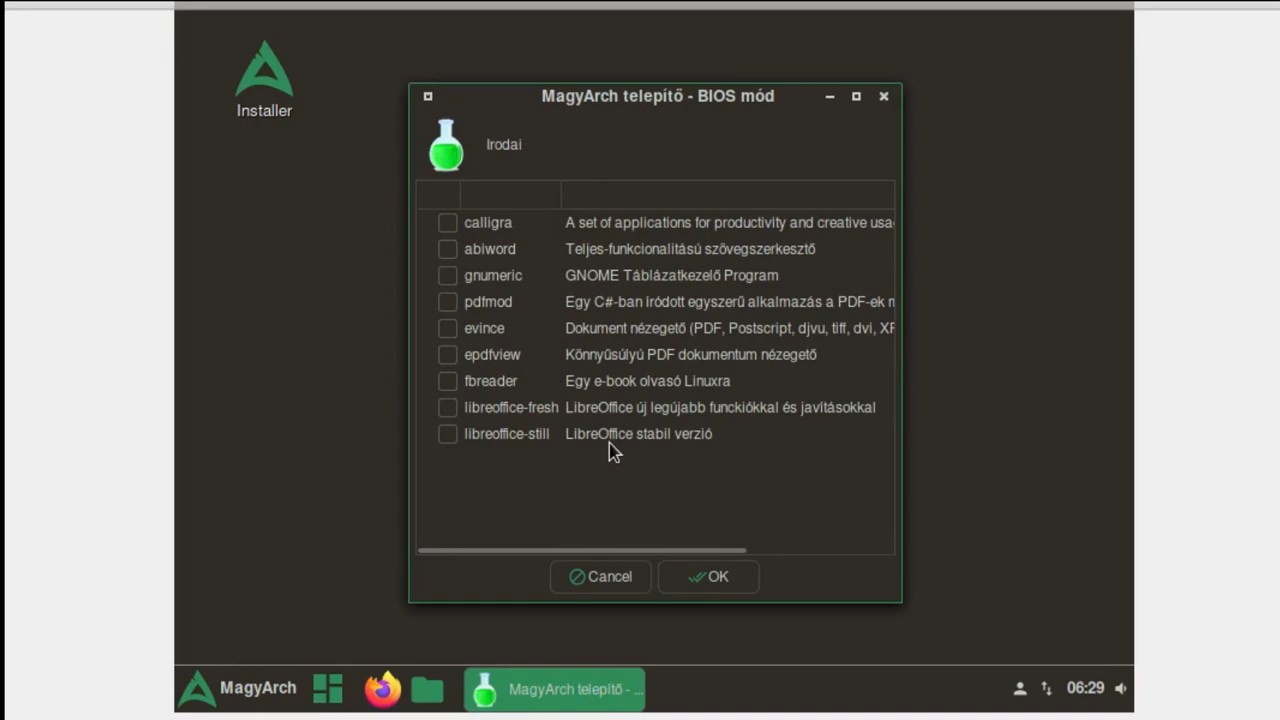 Installer
MagyArch telepítő - BIOS mód
Irodai
calligra A set of applications for productivity and creative usa
abiword Teljes-funkcionalitású szövegszerkesztő
gnumeric GNOME Táblázatkezelő Program
pdfmod Egy C#-ban íródott egyszerű alkalmazás a PDF-ek
evince Dokument nézegető (PDF, Postscript, djvu, tiff, dvi,
epdfview Könnyűsúlyú PDF dokumentum nézegető
fbreader Egy e-book olvasó Linuxra
libreoffice-fresh LibreOffice új legújabb funckiókkal és javításokkal
libreoffice-still LibreOffice stabil verzió
Cancel OK
MagyArch MagyArch telepítő - ... 06:29